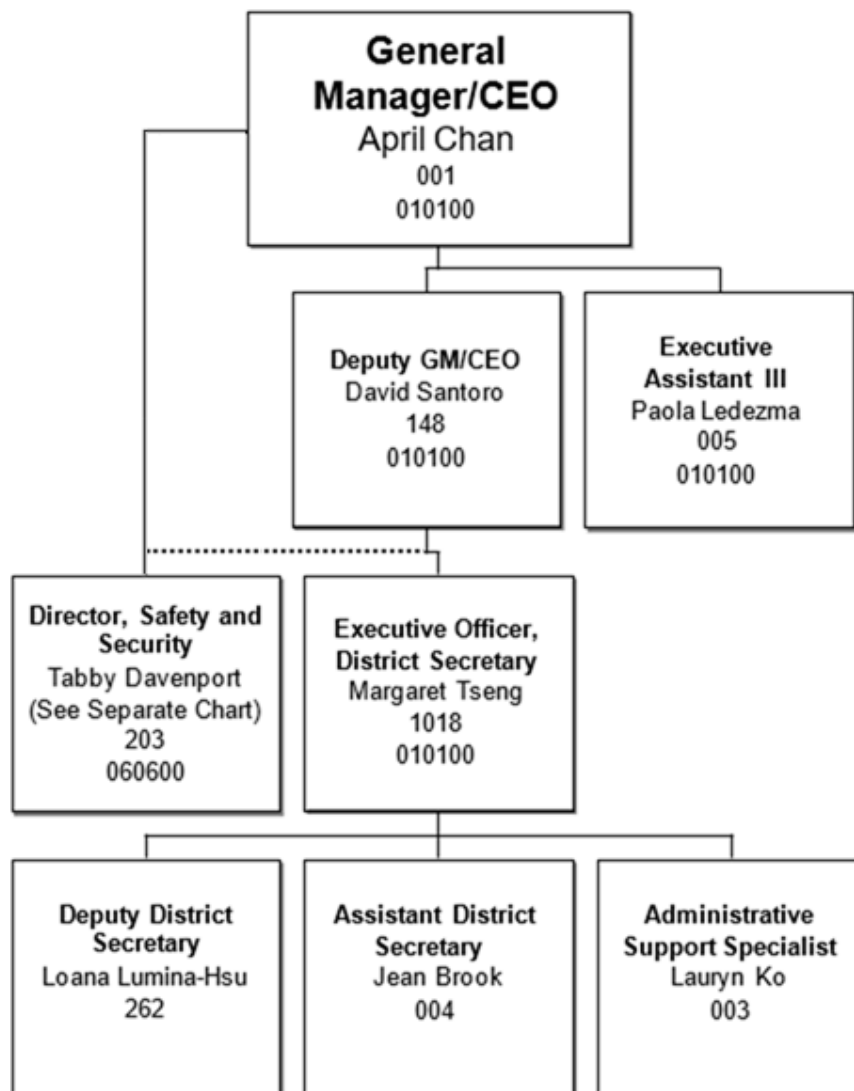 General
Manager/CEO
April Chan
001
010100
Deputy GM/CEO
David Santoro
148
010100
Executive
Assistant III
Paola Ledezma
005
010100
Director, Safety and
Security
Tabby Davenport
(See Separate Chart)
203
060600
Executive Officer,
District Secretary
Margaret Tseng
1018
010100
Deputy District
Secretary
Loana Lumina-Hsu
262
Assistant District
Secretary
Jean Brook
004
Administrative
Support Specialist
Lauryn Ko
003